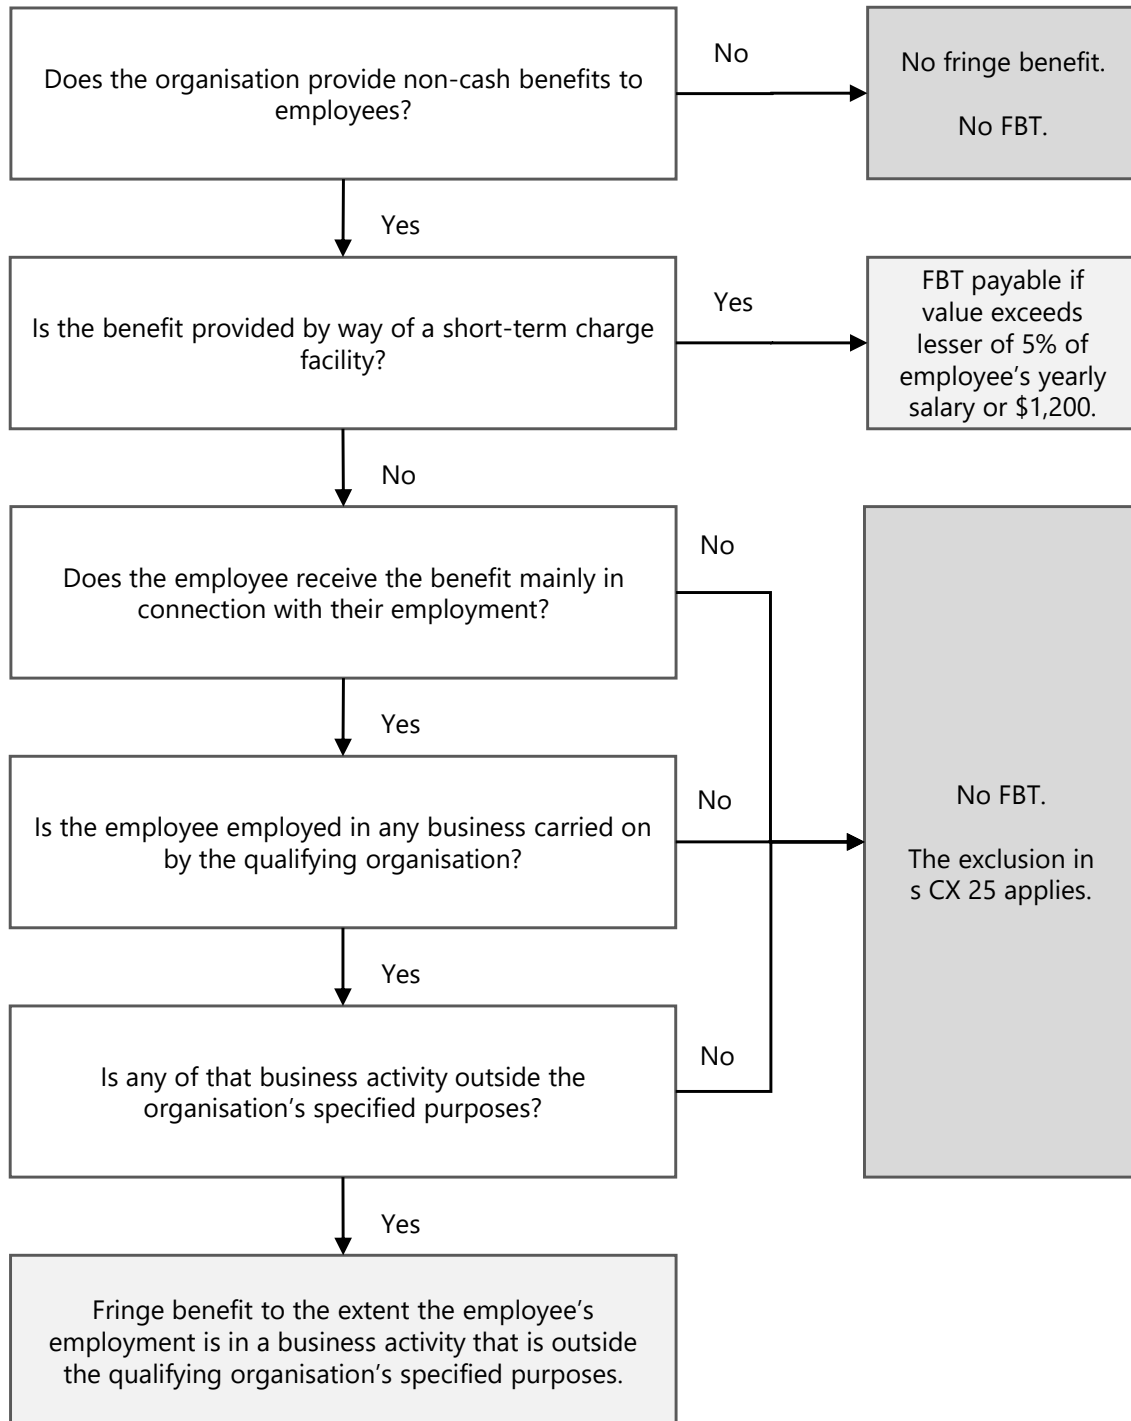 Does the organisation provide non-cash benefits to
employees?
No
No fringe benefit.
No FBT.
Yes
Is the benefit provided by way of a short-term charge
facility?
Yes
FBT payable if
value exceeds
lesser of 5% of
employee’s yearly
salary or $1,200.
No
Does the employee receive the benefit mainly in
connection with their employment?
No
Yes
Is the employee employed in any business carried on
by the qualifying organisation?
No
No FBT.
The exclusion in
s CX 25 applies.
Yes
Is any of that business activity outside the
organisation’s specified purposes?
No
Yes
Fringe benefit to the extent the employee’s
employment is in a business activity that is outside
the qualifying organisation’s specified purposes.